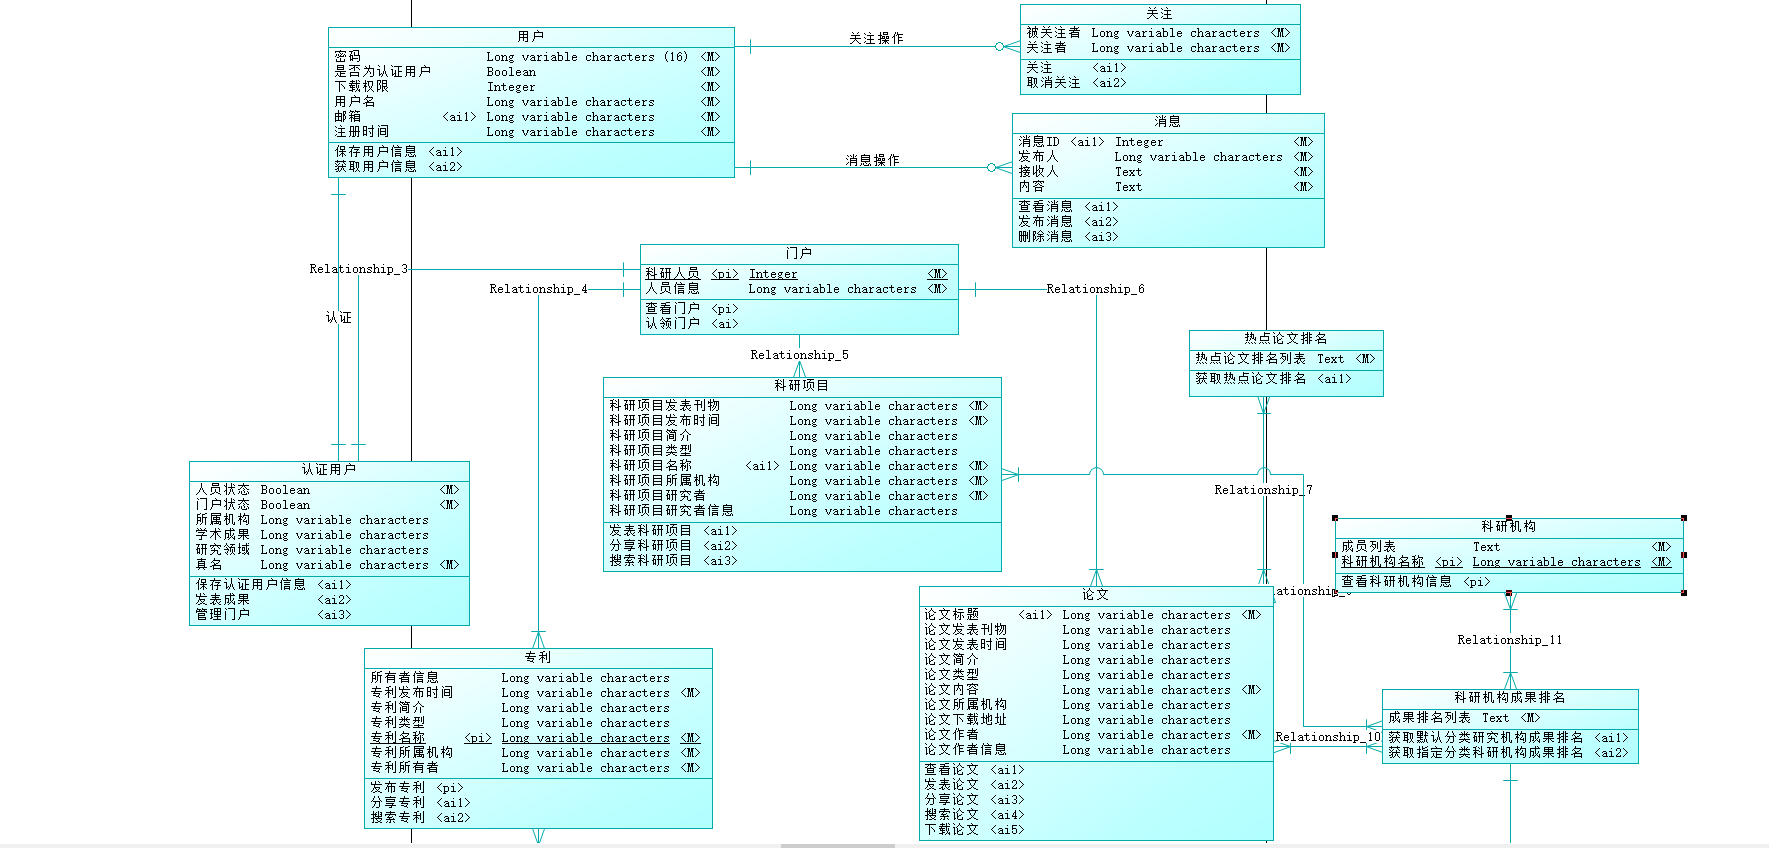 用户
密码 Long variable characters (16) <M>
是否为认证用户 Boolean <M>
下载权限 Integer <M>
用户名 Long variable characters <M>
邮箱 <ai1> Long variable characters <M>
注册时间 Long variable characters <M>
保存用户信息 <ai1>
获取用户信息 <ai2>
关注操作
关注
被关注者 Long variable characters <M>
关注者 Long variable characters <M>
关注 <ai1>
取消关注 <ai2>
消息操作
消息
消息ID <ai1> Integer <M>
发布人 Long variable characters <M>
接收人 Text <M>
内容 Text <M>
查看消息 <ai1>
发布消息 <ai2>
删除消息 <ai3>
Relationship_3
认证
Relationship_4
门户
科研人员 <pi> Integer <M>
人员信息 Long variable characters <M>
查看门户 <pi>
认领门户 <ai>
Relationship_6
Relationship_5
热点论文排名
热点论文排名列表 Text <M>
获取热点论文排名 <ai1>
科研项目
科研项目发表刊物 Long variable characters <M>
科研项目发布时间 Long variable characters <M>
科研项目简介 Long variable characters
科研项目类型 Long variable characters
科研项目名称 <ai1> Long variable characters <M>
科研项目所属机构 Long variable characters <M>
科研项目研究者 Long variable characters <M>
科研项目研究者信息 Long variable characters
发表科研项目 <ai1>
分享科研项目 <ai2>
搜索科研项目 <ai3>
认证用户
人员状态 Boolean <M>
门户状态 Boolean <M>
所属机构 Long variable characters
学术成果 Long variable characters
研究领域 Long variable characters
真名 Long variable characters <M>
保存认证用户信息 <ai1>
发表成果 <ai2>
管理门户 <ai3>
Relationship_7
科研机构
成员列表 Text <M>
科研机构名称 <pi> Long variable characters <M>
查看科研机构信息 <pi>
论文
论文标题 <ai1> Long variable characters <M>
论文发表刊物 Long variable characters
论文发表时间 Long variable characters
论文简介 Long variable characters
论文类型 Long variable characters
论文内容 Long variable characters <M>
论文所属机构 Long variable characters
论文下载地址 Long variable characters
论文作者 Long variable characters <M>
论文作者信息 Long variable characters
查看论文 <ai1>
发表论文 <ai2>
分享论文 <ai3>
搜索论文 <ai4>
下载论文 <ai5>
Relationship_11
专利
所有者信息 Long variable characters
专利发布时间 Long variable characters <M>
专利简介 Long variable characters
专利类型 Long variable characters
专利名称 <pi> Long variable characters <M>
专利所属机构 Long variable characters <M>
专利所有者 Long variable characters <M>
发布专利 <pi>
分享专利 <ai1>
搜索专利 <ai2>
科研机构成果排名
成果排名列表 Text <M>
获取默认分类研究机构成果排名 <ai1>
获取指定分类科研机构成果排名 <ai2>
Relationship_10